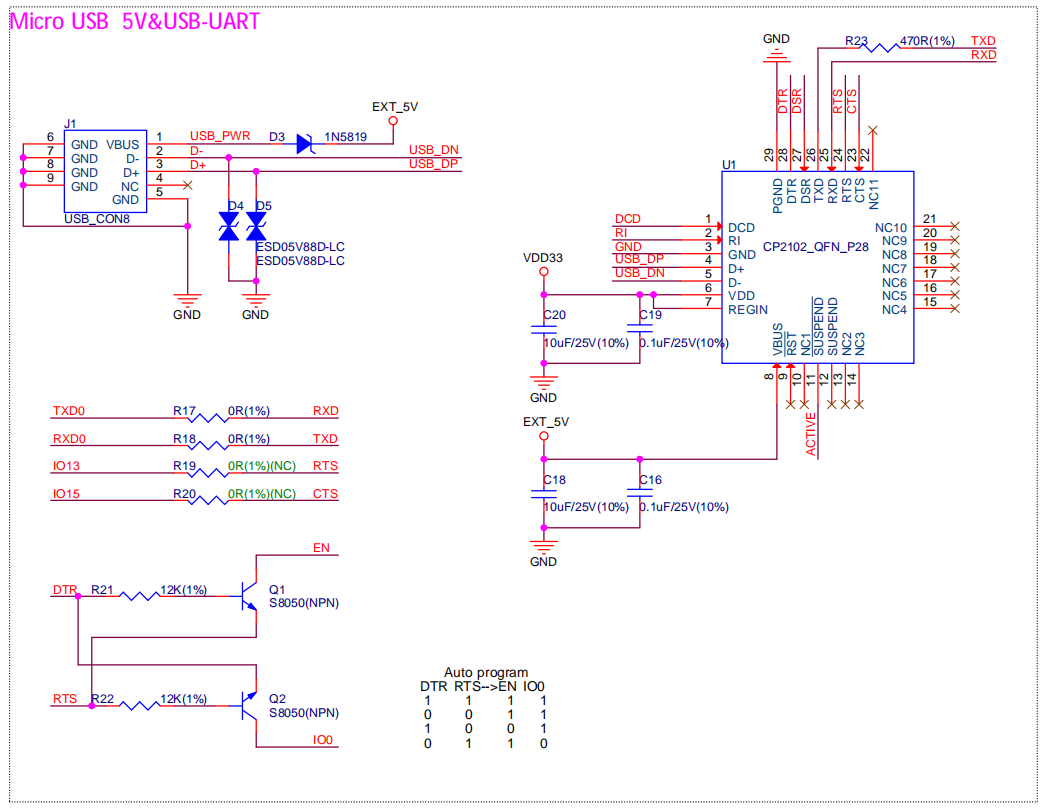 Micro USB 5V&USB-UART
J1
6 GND VBUS 1 USB_PWR D3 1N5819 EXT_5V
7 GND D- 2 D- USB_DN
8 GND D+ 3 D+ USB_DP
9 GND NC 4
GND 5
USB_CON8
D4 D5
ESD05V88D-LC
ESD05V88D-LC
GND GND
GND
R23 470R(1%) TXD
RXD
DTR DSR RTS CTS
29 28 27 26 25 24 23 22
U1
PGND DTR DSR TXD RXD RTS CTS NC11
CP2102_QFN_P28
DCD 1 DCD
RI 2 RI
GND 3 GND
USB_DP 4 D+
USB_DN 5 D-
6 VDD
7 REGIN
NC10 21
NC9 20
NC8 19
NC7 18
NC6 17
NC5 16
NC4 15
VBUS RST NC1 SUSPEND SUSPEND NC2 NC3
8 9 10 11 12 13 14
ACTIVE
VDD33
C20 C19
10uF/25V(10%) 0.1uF/25V(10%)
GND
EXT_5V
C18 C16
10uF/25V(10%) 0.1uF/25V(10%)
GND
TXD0 R17 0R(1%) RXD
RXD0 R18 0R(1%) TXD
IO13 R19 0R(1%)(NC) RTS
IO15 R20 0R(1%)(NC) CTS
EN
DTR R21 12K(1%) Q1
S8050(NPN)
RTS R22 12K(1%) Q2
S8050(NPN)
IO0
Auto program
DTR RTS-->EN IO0
1 1 1 1
0 0 1 1
1 0 0 1
0 1 1 0